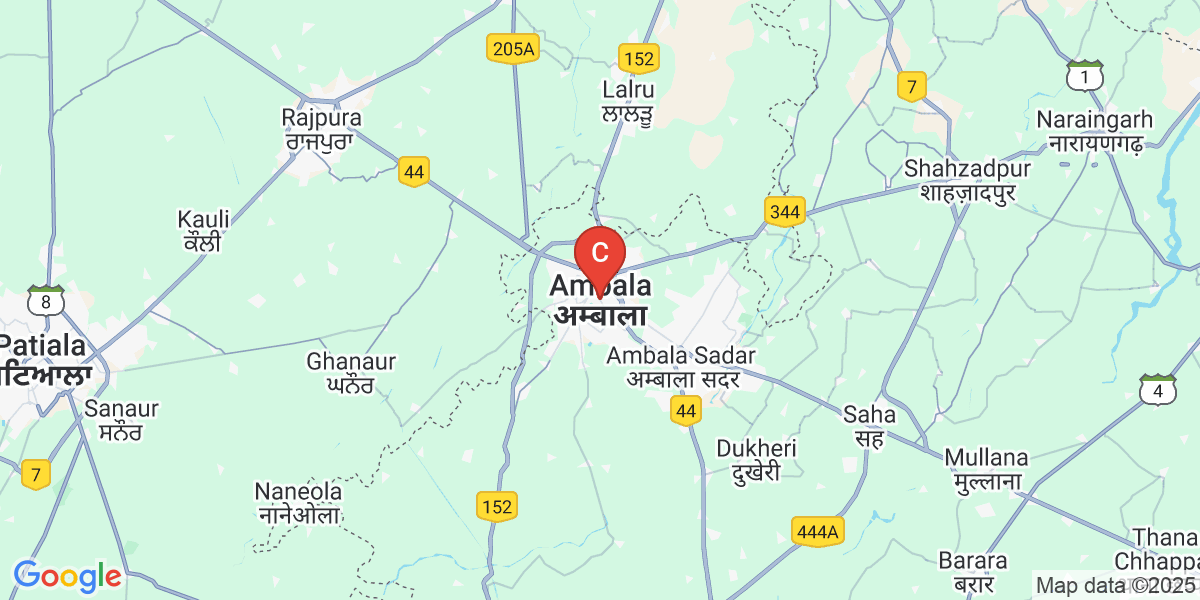 205A
152
Lalru
ਲਾਲੜੂ
1
7
Rajpura
ਰਾਜਪੁਰਾ
Naraingarh
नारायणगढ़
44
Shahzadpur
शाहज़ादपुर
344
Kauli
ਕੌਲੀ
C
Ambala
अम्बाला
8
Patiala
ਪਟਿਆਲਾ
Ghanaur
ਘਨੌਰ
Ambala Sadar
अम्बाला सदर
4
Sanaur
ਸਨੌਰ
44
Saha
सह
Dukheri
दुखेरी
Mullana
मुल्लाना
7
Naneola
नानेओला
152
444A
Thana
Chhappa
Barara
बरार
Google
Map data ©2025